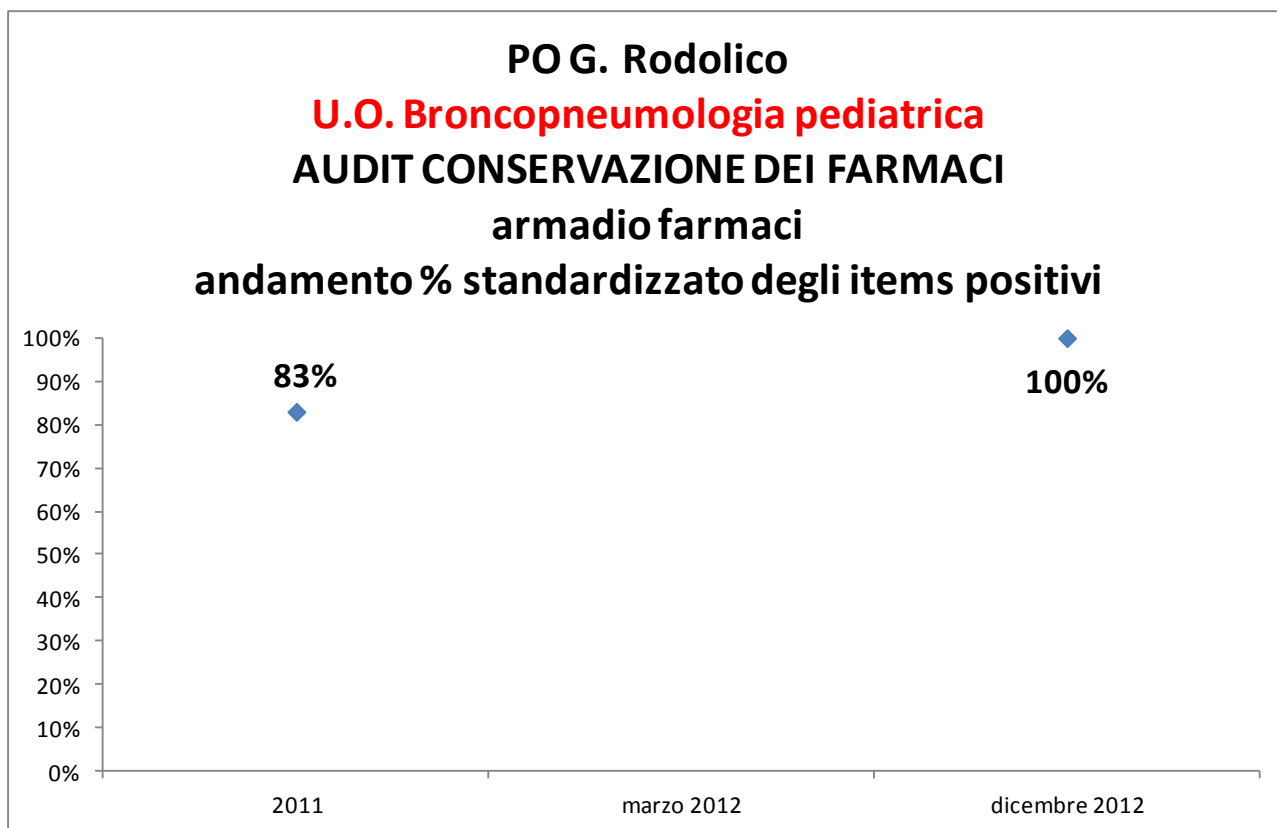 PO G. Rodolico
U.O. Broncopneumologia pediatrica
AUDIT CONSERVAZIONE DEI FARMACI
armadio farmaci
andamento % standardizzato degli items positivi
100%
90%
80%
70%
60%
50%
40%
30%
20%
10%
0%
83%
100%
2011
marzo 2012
dicembre 2012